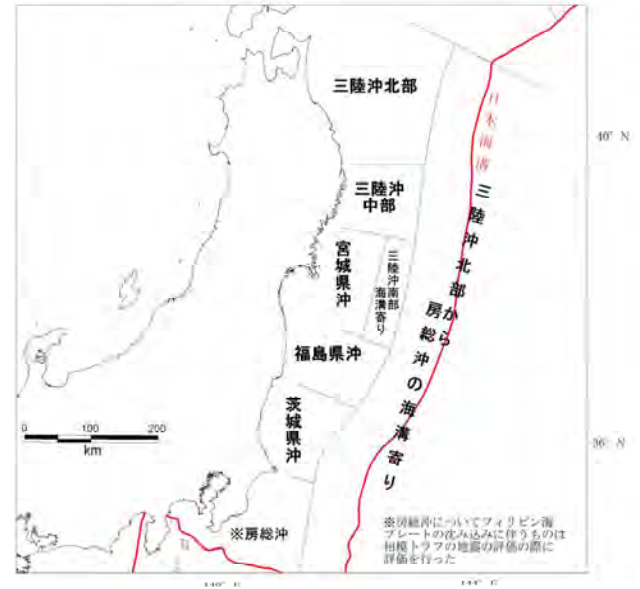 三陸沖北部
40° N
日本海溝
三陸沖
中部
三陸沖北部から
房総沖の海溝寄り
宮城県沖
三陸沖南部
海溝寄り
福島県沖
茨城県沖
0 100 200
km
36° N
※房総沖
※房総沖についてフィリピン海
プレートの沈み込みに伴うものは
相模トラフの地震の評価の際に
評価を行った
140° E
144° E